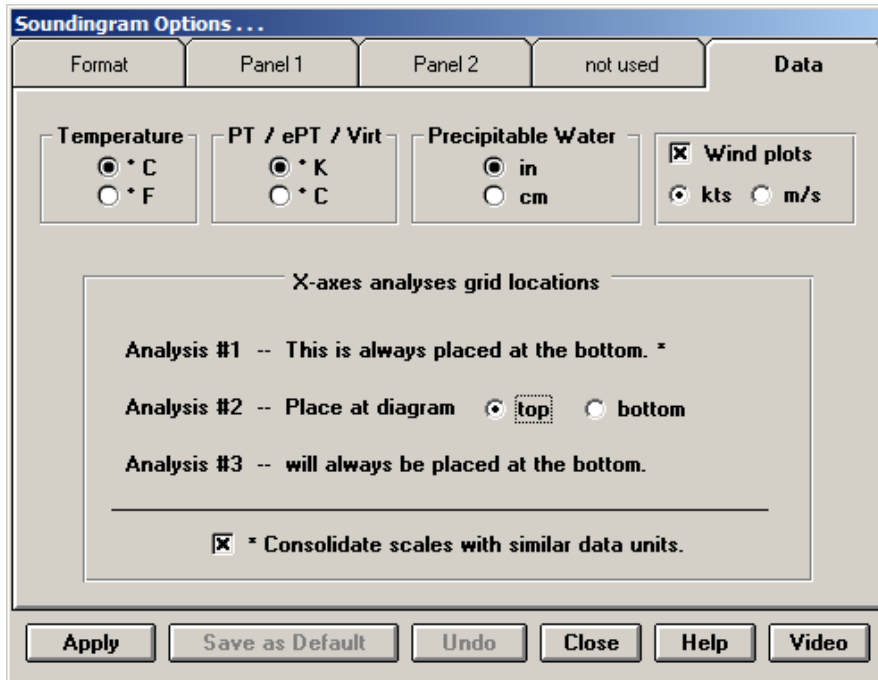 Soundingram Options . . .
Format Panel 1 Panel 2 not used Data
Temperature PT / ePT / Virt Precipitable Water
* C * K in Wind plots
* F * C cm kts m/s
X-axes analyses grid locations
Analysis #1 -- This is always placed at the bottom. *
Analysis #2 -- Place at diagram top bottom
Analysis #3 -- will always be placed at the bottom.
* Consolidate scales with similar data units.
Apply Save as Default Undo Close Help Video